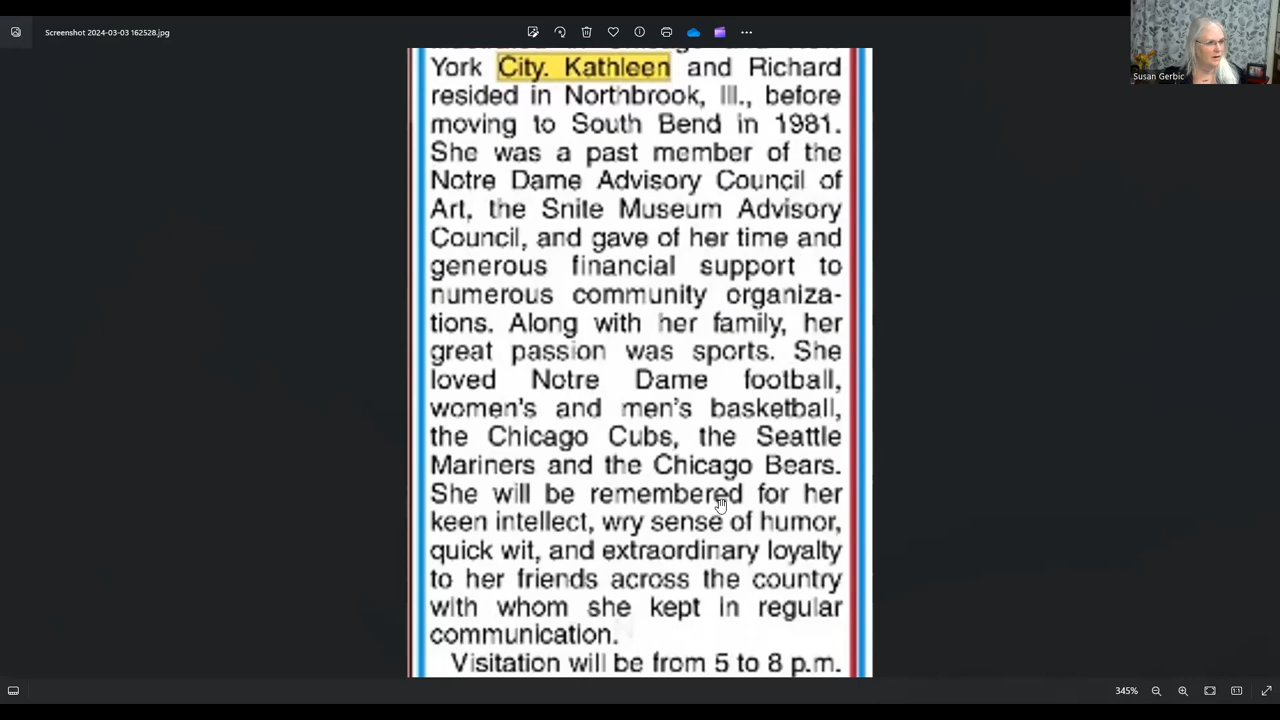 Screenshot 2024-03-03 162528.jpg
Susan Gerbic
York City. Kathleen and Richard
resided in Northbrook, Ill., before
moving to South Bend in 1981.
She was a past member of the
Notre Dame Advisory Council of
Art, the Snite Museum Advisory
Council, and gave of her time and
generous financial support to
numerous community organiza-
tions. Along with her family, her
great passion was sports. She
loved Notre Dame football,
women's and men's basketball,
the Chicago Cubs, the Seattle
Mariners and the Chicago Bears.
She will be remembered for her
keen intellect, wry sense of humor,
quick wit, and extraordinary loyalty
to her friends across the country
with whom she kept in regular
communication.
Visitation will be from 5 to 8 p.m.
345%